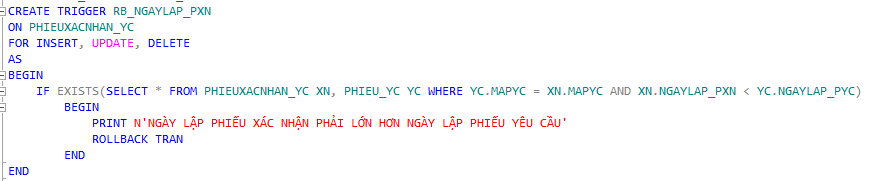 CREATE TRIGGER RB_NGAYLAP_PXN
ON PHIEUXACNHAN_YC
FOR INSERT, UPDATE, DELETE
AS
BEGIN
IF EXISTS(SELECT * FROM PHIEUXACNHAN_YC XN, PHIEU_YC YC WHERE YC.MAPYC = XN.MAPYC AND XN.NGAYLAP_PXN < YC.NGAYLAP_PYC)
BEGIN
PRINT N'NGÀY LẬP PHIẾU XÁC NHẬN PHẢI LỚN HƠN NGÀY LẬP PHIẾU YÊU CẦU'
ROLLBACK TRAN
END
END